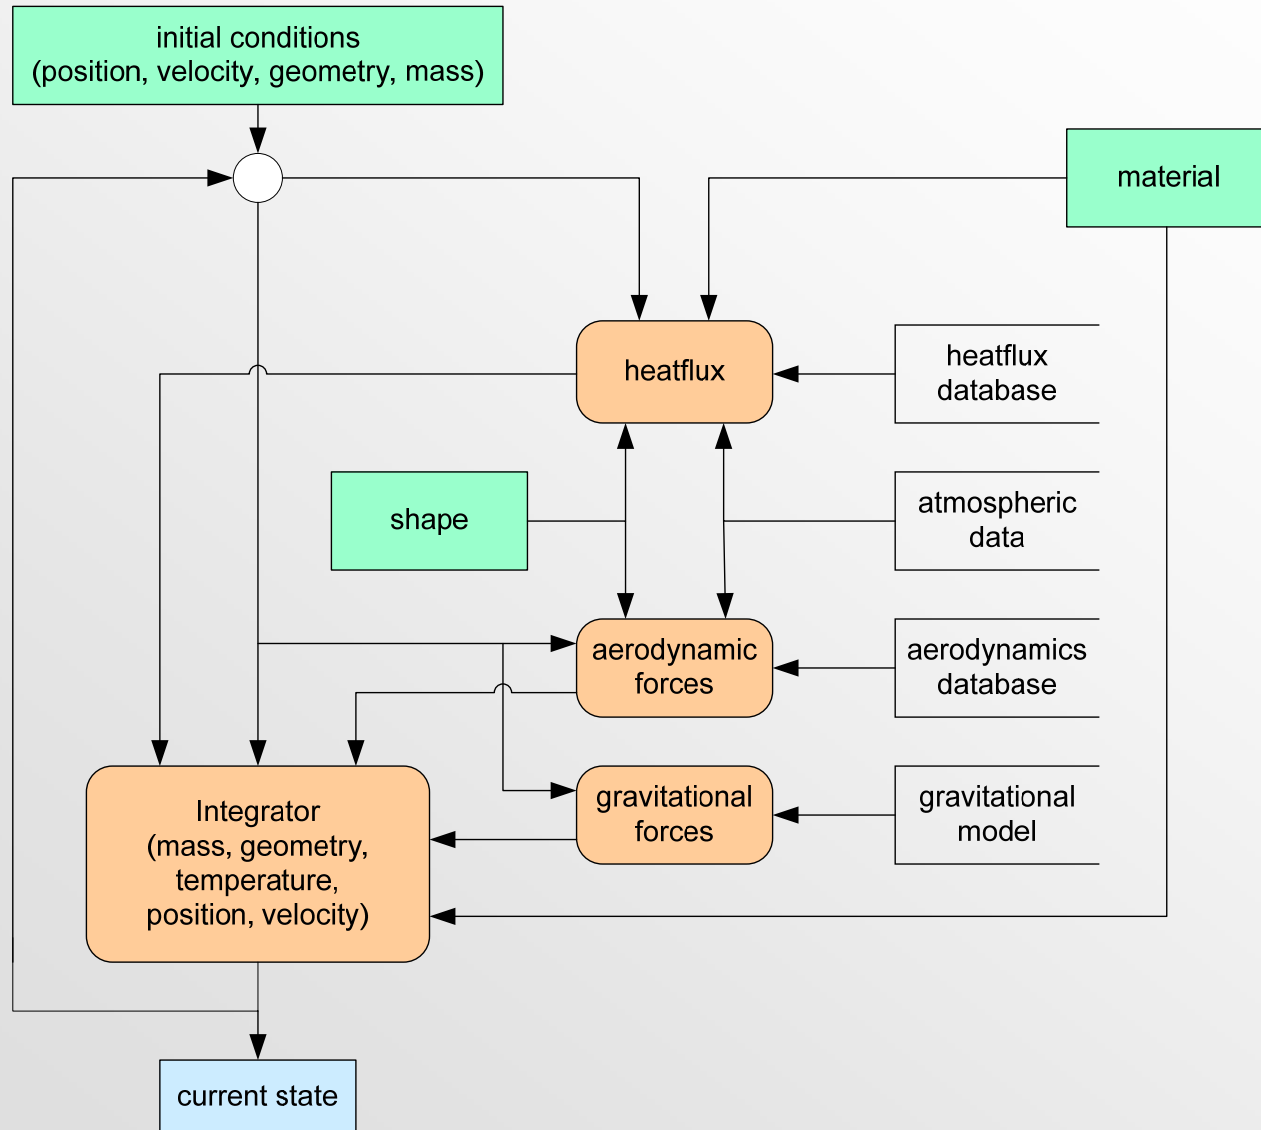 initial conditions
(position, velocity, geometry, mass)
material
heatflux
heatflux
database
shape
atmospheric
data
aerodynamic
forces
aerodynamics
database
Integrator
(mass, geometry,
temperature,
position, velocity)
gravitational
forces
gravitational
model
current state